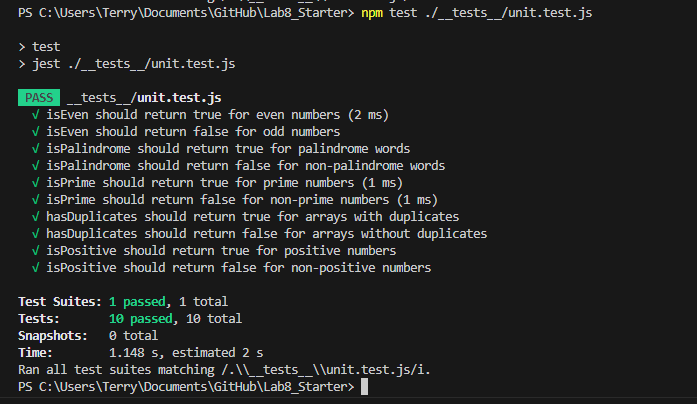 PS C:\Users\Terry\Documents\GitHub\Lab8_Starter> npm test ./__tests__/unit.test.js
> test
> jest ./__tests__/unit.test.js
PASS __tests__/unit.test.js
√ isEven should return true for even numbers (2 ms)
√ isEven should return false for odd numbers
√ isPalindrome should return true for palindrome words
√ isPalindrome should return false for non-palindrome words
√ isPrime should return true for prime numbers (1 ms)
√ isPrime should return false for non-prime numbers (1 ms)
√ hasDuplicates should return true for arrays with duplicates
√ hasDuplicates should return false for arrays without duplicates
√ isPositive should return true for positive numbers
√ isPositive should return false for non-positive numbers
Test Suites: 1 passed, 1 total
Tests: 10 passed, 10 total
Snapshots: 0 total
Time: 1.148 s, estimated 2 s
Ran all test suites matching /.\\__tests__\\unit.test.js/i.
PS C:\Users\Terry\Documents\GitHub\Lab8_Starter>